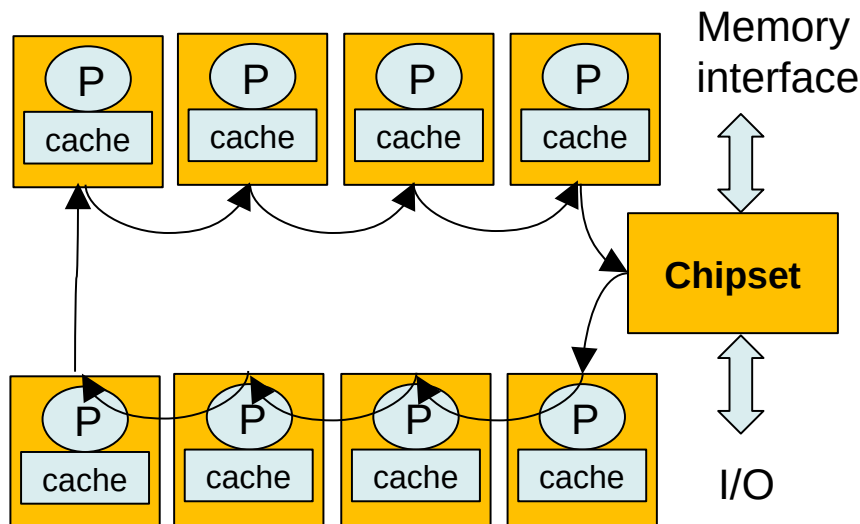 P
cache
P
cache
P
cache
P
cache
Memory
interface
Chipset
P
cache
P
cache
P
cache
P
cache
I/O